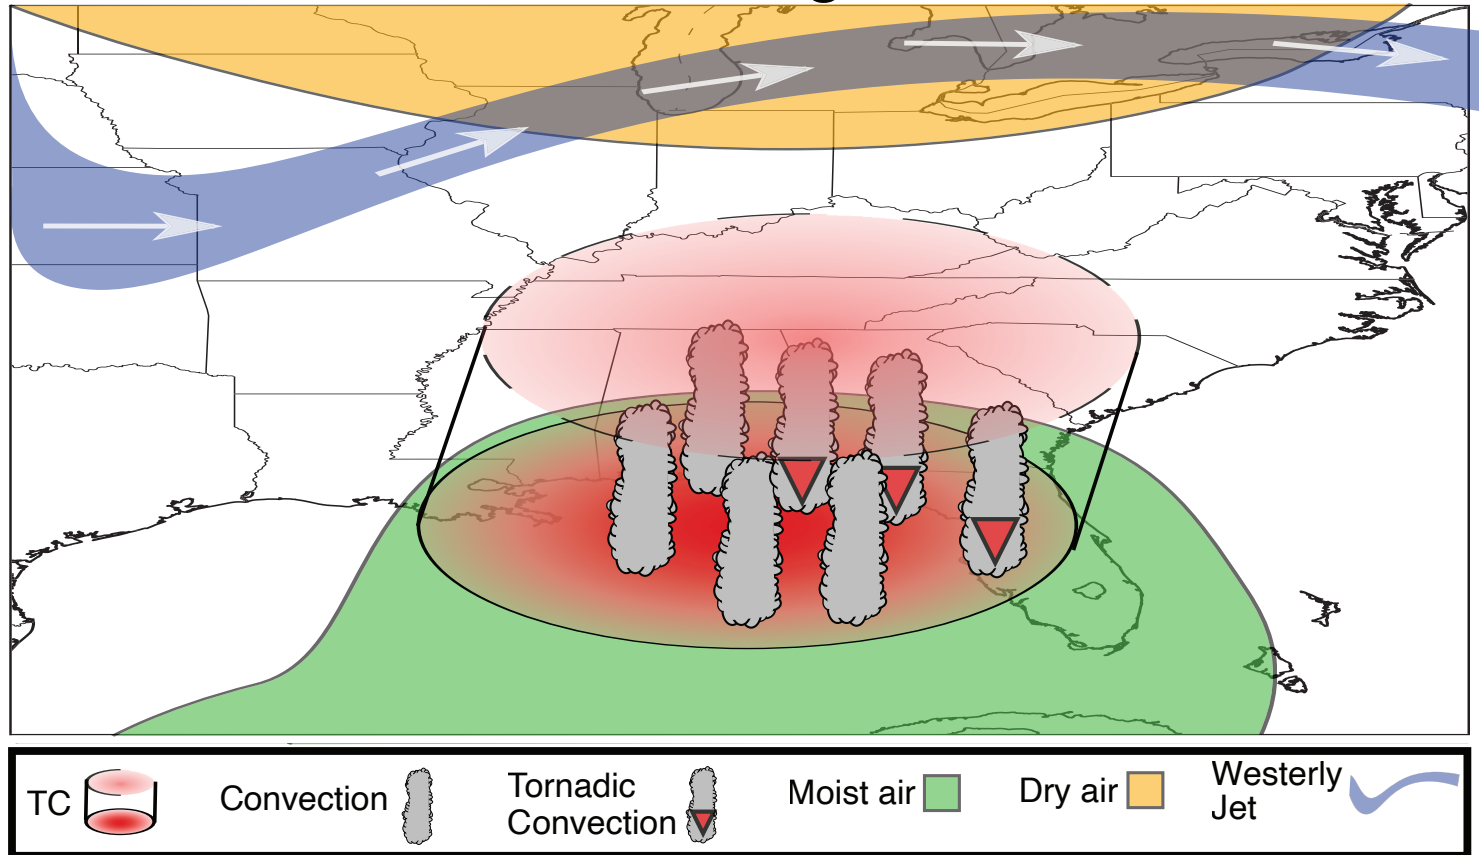 TC
Convection
Tornadic
Convection
Moist air
Dry air
Westerly
Jet